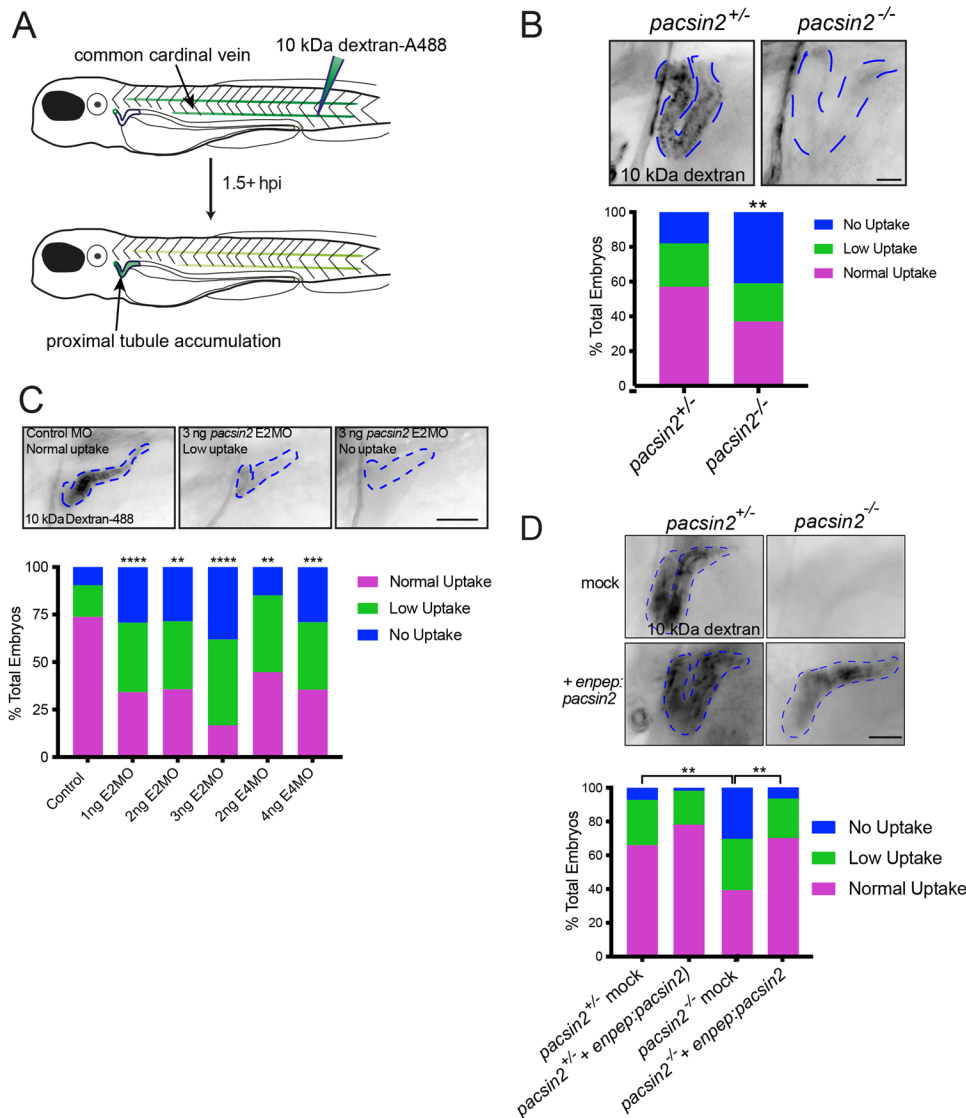 A
common cardinal vein
10 kDa dextran-A488
1.5+ hpi
proximal tubule accumulation
B
pacsin2+/-
pacsin2-/-
10 kDa dextran
**
100
80
60
40
20
0
% Total Embryos
No Uptake
Low Uptake
Normal Uptake
pacsin2+/-
pacsin2-/-
C
Control MO
Normal uptake
10 kDa Dextran-488
3 ng pacsin2 E2MO
Low uptake
3 ng pacsin2 E2MO
No uptake
**** ** **** ** ***
100
75
50
25
0
% Total Embryos
Normal Uptake
Low Uptake
No Uptake
Control
1ng E2MO
2ng E2MO
3ng E2MO
2ng E4MO
4ng E4MO
D
pacsin2+/-
pacsin2-/-
mock
10 kDa dextran
+ enpep:
pacsin2
** **
100
80
60
40
20
0
% Total Embryos
No Uptake
Low Uptake
Normal Uptake
pacsin2+/- mock
pacsin2+/- + enpep:pacsin2)
pacsin2-/- mock
pacsin2-/- + enpep:pacsin2